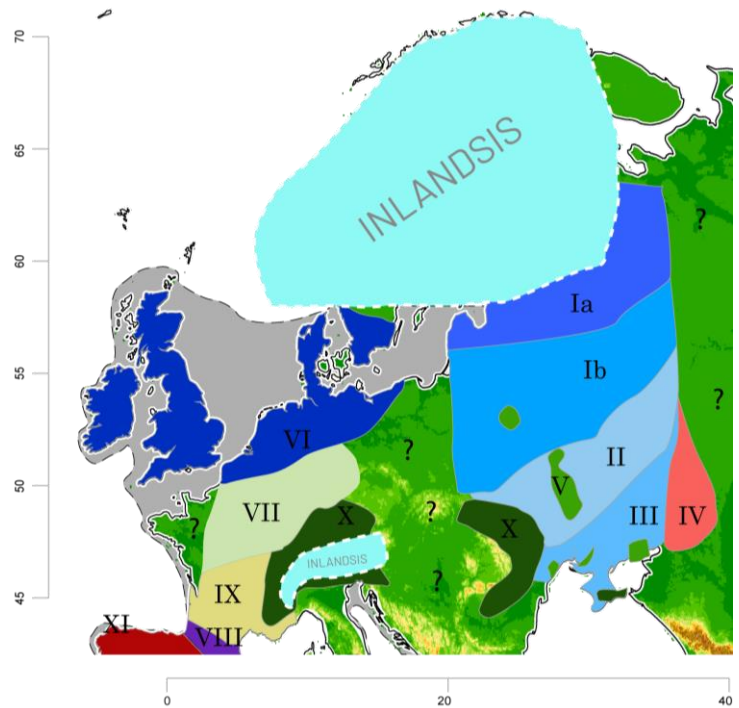 70
65
60
55
50
45
INLANDSIS
?
Ia
Ib
VI
?
II
?
V
VII
X
?
X
III
IV
?
INLANDSIS
?
IX
XI
VIII
0
20
40